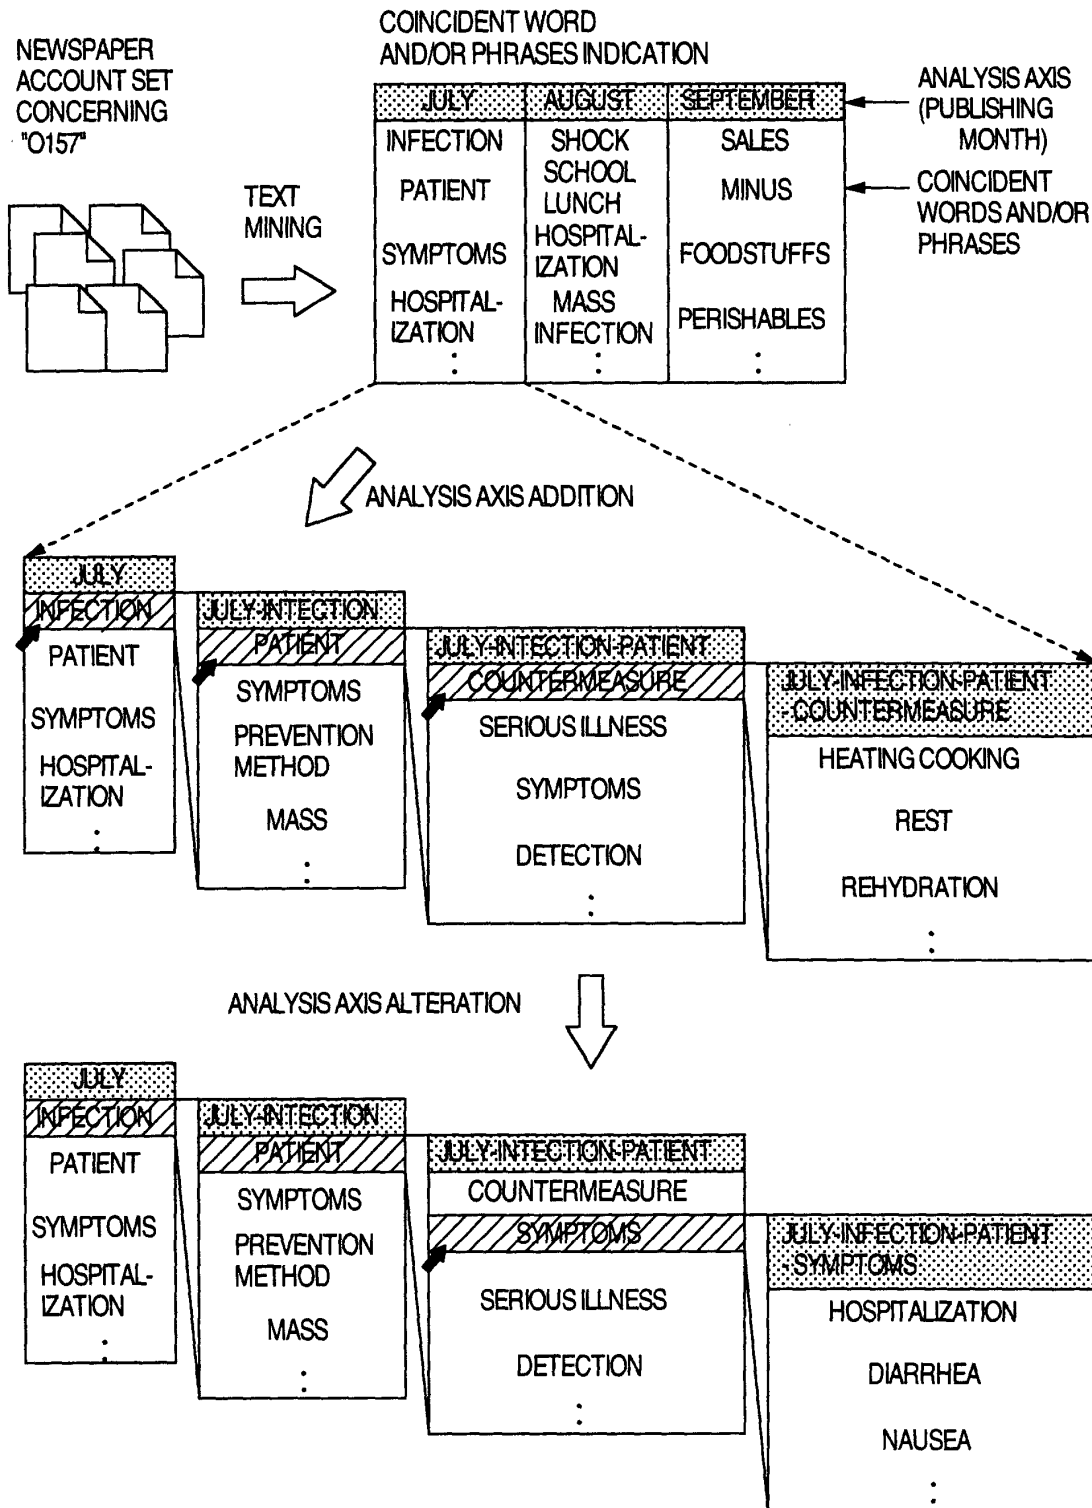 NEWSPAPER
ACCOUNT SET
CONCERNING
"O157"
TEXT
MINING
COINCIDENT WORD
AND/OR PHRASES INDICATION
JULY
AUGUST
SEPTEMBER
INFECTION
PATIENT
SYMPTOMS
HOSPITAL-
IZATION
SHOCK
SCHOOL
LUNCH
HOSPITAL-
IZATION
MASS
INFECTION
SALES
MINUS
FOODSTUFFS
PERISHABLES
ANALYSIS AXIS
(PUBLISHING
MONTH)
COINCIDENT
WORDS AND/OR
PHRASES
ANALYSIS AXIS ADDITION
JULY
INFECTION
PATIENT
SYMPTOMS
HOSPITAL-
IZATION
JULY-INTECTION
PATIENT
SYMPTOMS
PREVENTION
METHOD
MASS
JULY-INTECTION-PATIENT
COUNTERMEASURE
SERIOUS ILLNESS
SYMPTOMS
DETECTION
JULY-INFECTION-PATIENT
- COUNTERMEASURE
HEATING COOKING
REST
REHYDRATION
ANALYSIS AXIS ALTERATION
JULY
INFECTION
PATIENT
SYMPTOMS
HOSPITAL-
IZATION
JULY-INTECTION
PATIENT
SYMPTOMS
PREVENTION
METHOD
MASS
JULY-INTECTION-PATIENT
COUNTERMEASURE
SYMPTOMS
SERIOUS ILLNESS
DETECTION
JULY-INFECTION-PATIENT
- SYMPTOMS
HOSPITALIZATION
DIARRHEA
NAUSEA